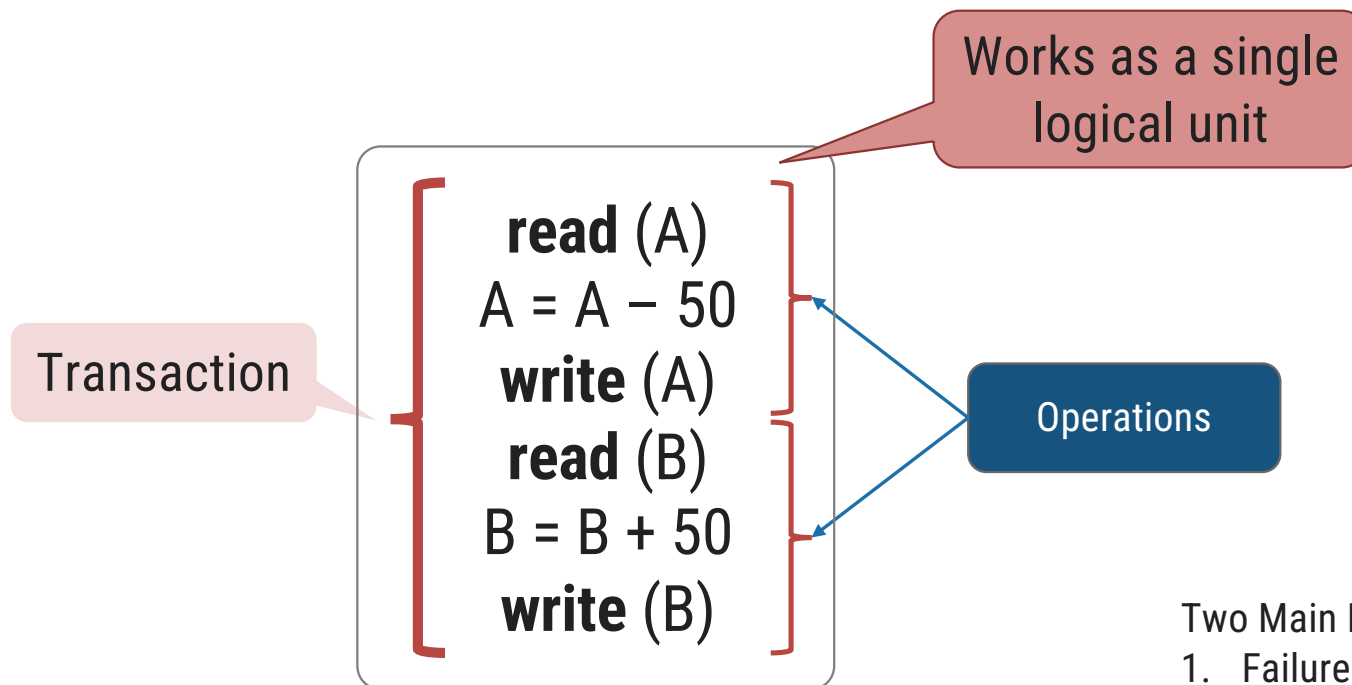 Works as a single
logical unit
read (A)
A = A – 50
write (A)
read (B)
B = B + 50
write (B)
Transaction
Operations
Two Main
1. Failure